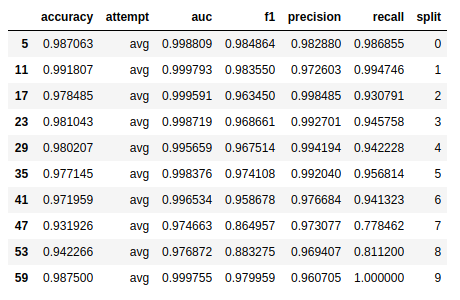 accuracy attempt auc f1 precision recall split
5 0.987063 avg 0.998809 0.984864 0.982880 0.986855 0
11 0.991807 avg 0.999793 0.983550 0.972603 0.994746 1
17 0.978485 avg 0.999591 0.963450 0.998485 0.930791 2
23 0.981043 avg 0.998719 0.968661 0.992701 0.945758 3
29 0.980207 avg 0.995659 0.967514 0.994194 0.942228 4
35 0.977145 avg 0.998376 0.974108 0.992040 0.956814 5
41 0.971959 avg 0.996534 0.958678 0.976684 0.941323 6
47 0.931926 avg 0.974663 0.864957 0.973077 0.778462 7
53 0.942266 avg 0.976872 0.883275 0.969407 0.811200 8
59 0.987500 avg 0.999755 0.979959 0.960705 1.000000 9